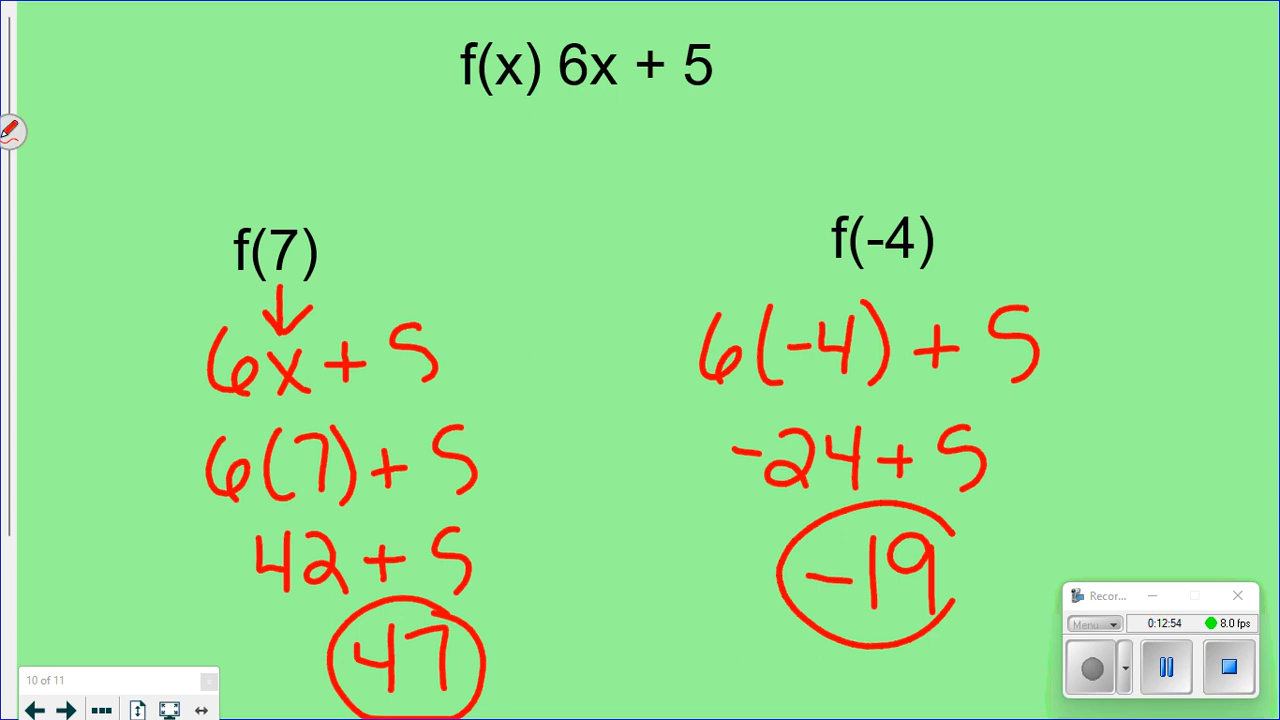 f(x) 6x + 5
f(7)
6x + 5
6(7) + 5
42 + 5
47
f(-4)
6(-4) + 5
-24 + 5
-19
Recor...
Menu
0:12:54
8.0 fps
10 of 11